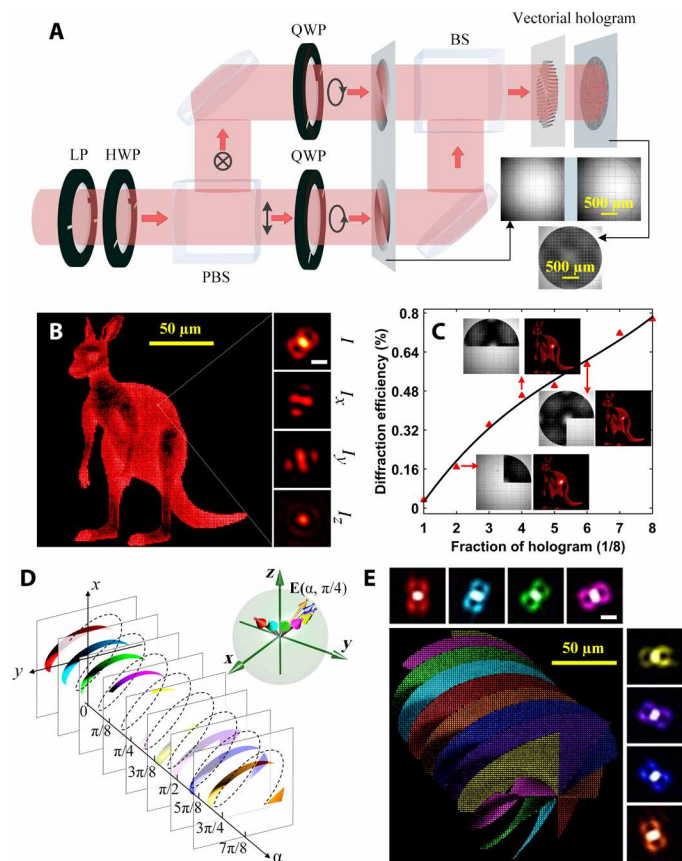 A
QWP
BS
Vectorial hologram
LP
HWP
QWP
PBS
500 μm
500 μm
B
50 μm
I
Ix
Iy
Iz
C
Diffraction efficiency (%)
0.8
0.64
0.48
0.32
0.16
0
1
2
3
4
5
6
7
8
Fraction of hologram (1/8)
D
x
y
0
π/8
π/4
3π/8
π/2
5π/8
3π/4
7π/8
α
z
E(α, π/4)
x
y
E
50 μm